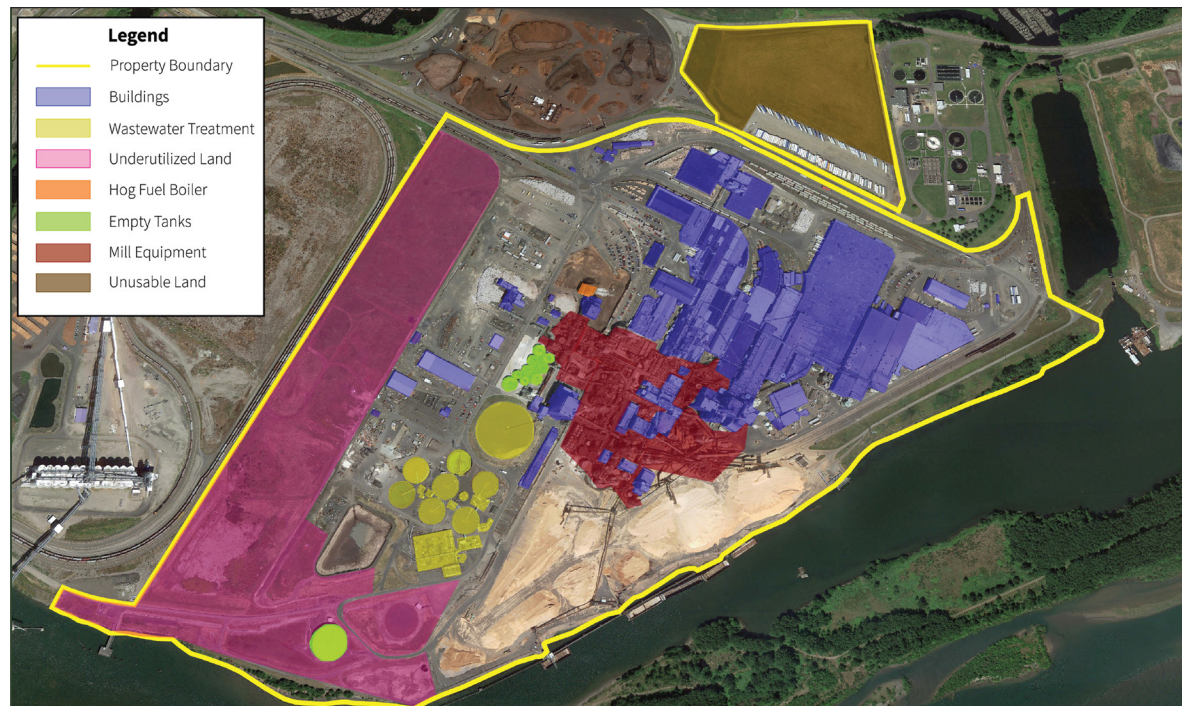 Legend
Property Boundary
Buildings
Wastewater Treatment
Underutilized Land
Hog Fuel Boiler
Empty Tanks
Mill Equipment
Unusable Land